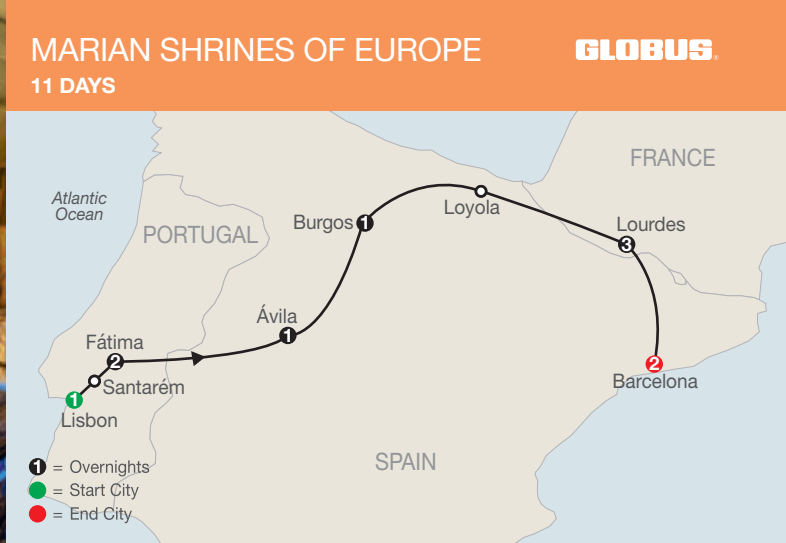 MARIAN SHRINES OF EUROPE
GLOBUS®
11 DAYS
FRANCE
Atlantic
Ocean
PORTUGAL
Burgos 1
Loyola
Lourdes
3
Ávila
1
Fátima
2
Santarém
1
Lisbon
2
Barcelona
SPAIN
1 = Overnights
= Start City
= End City